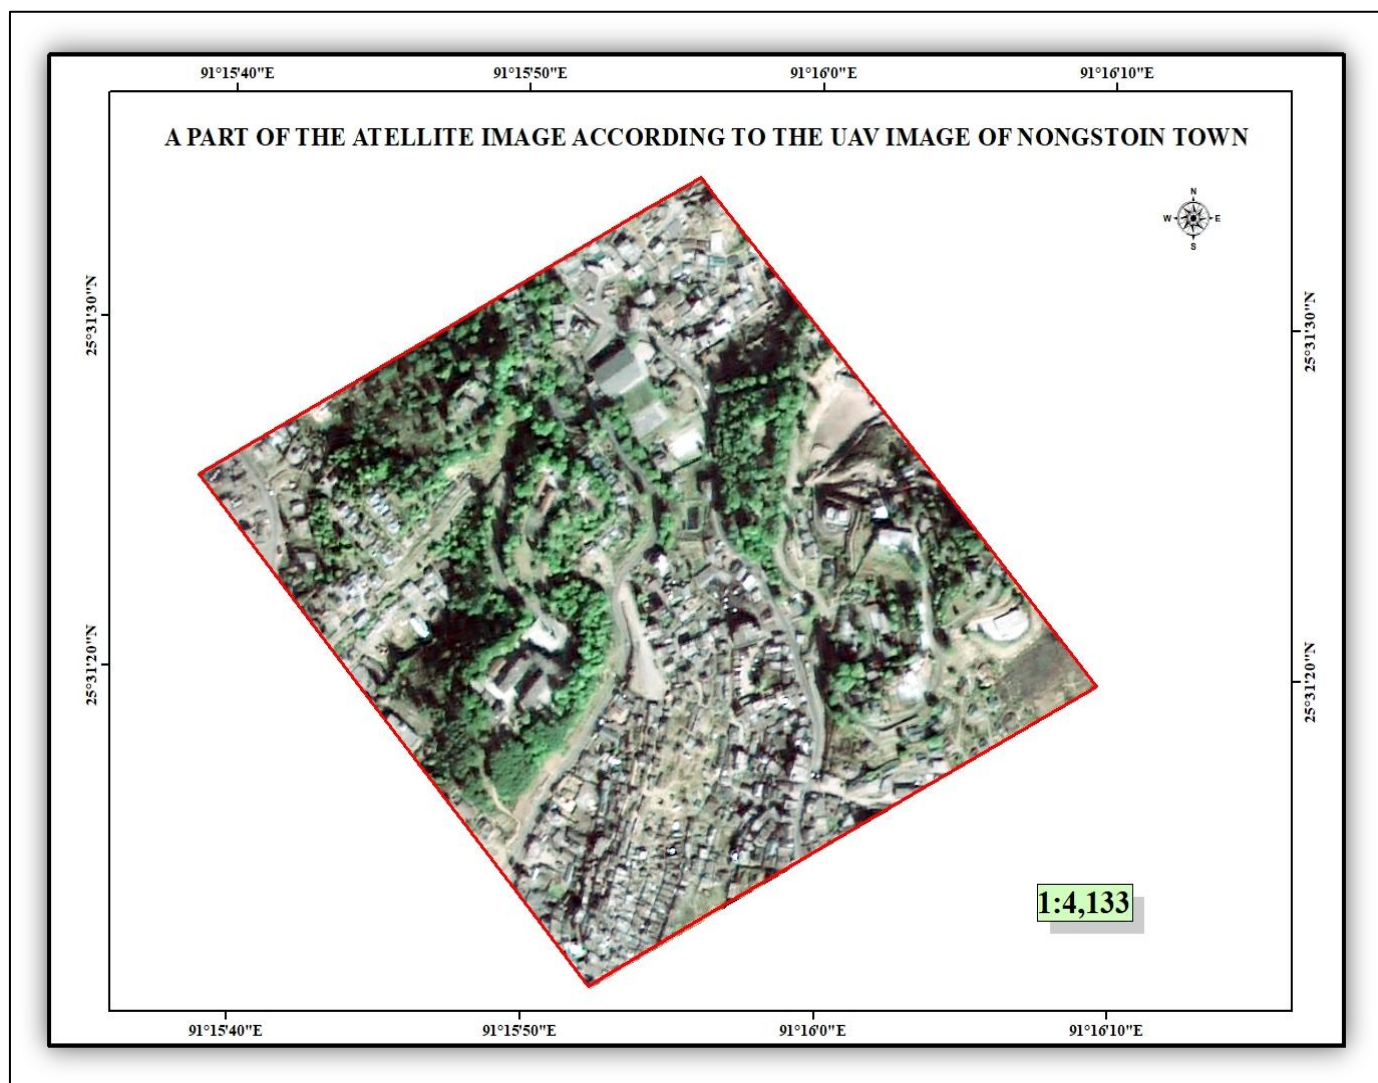 91°15'40"E 91°15'50"E 91°16'0"E 91°16'10"E
A PART OF THE ATELLITE IMAGE ACCORDING TO THE UAV IMAGE OF NONGSTOIN TOWN
N
W E
S
25°31'30"N 25°31'30"N
25°31'20"N 25°31'20"N
1:4,133
91°15'40"E 91°15'50"E 91°16'0"E 91°16'10"E